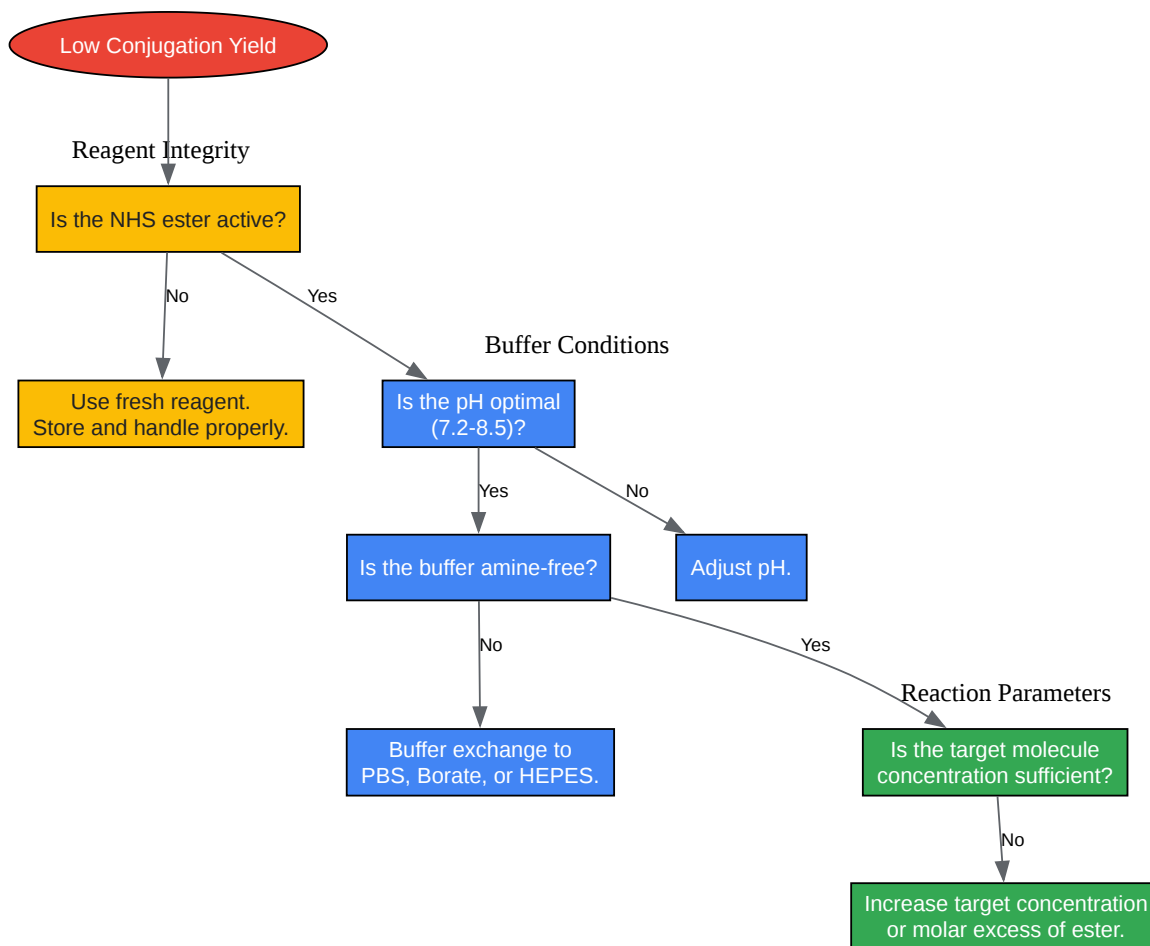 Low Conjugation Yield
Reagent Integrity
Is the NHS ester active?
No
Yes
Buffer Conditions
Use fresh reagent.
Store and handle properly.
Is the pH optimal
(7.2-8.5)?
Yes
No
Is the buffer amine-free?
Adjust pH.
No
Yes
Reaction Parameters
Buffer exchange to
PBS, Borate, or HEPES.
Is the target molecule
concentration sufficient?
No
Increase target concentration
or molar excess of ester.